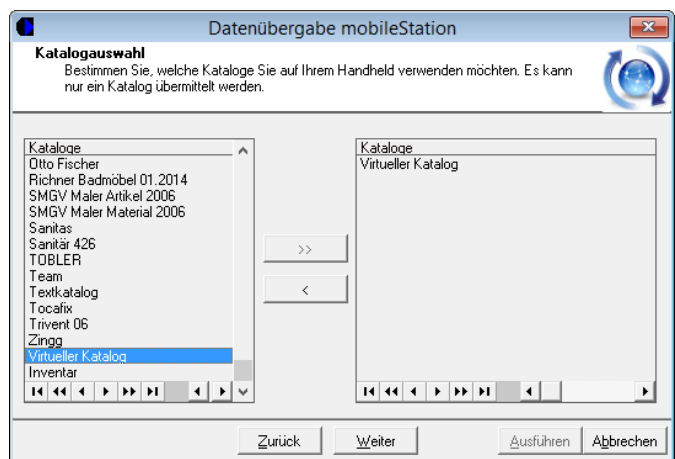 Datenübergabe mobileStation
Katalogauswahl
Bestimmen Sie, welche Kataloge Sie auf Ihrem Handheld verwenden möchten. Es kann
nur ein Katalog übermittelt werden.
Kataloge
Otto Fischer
Richner Badmöbel 01.2014
SMGV Maler Artikel 2006
SMGV Maler Material 2006
Sanitas
Sanitär 426
TOBLER
Team
Textkatalog
Tocafix
Trivent 06
Zingg
Virtueller Katalog
Inventar
>>
<
Kataloge
Virtueller Katalog
Zurück
Weiter
Ausführen
Abbrechen